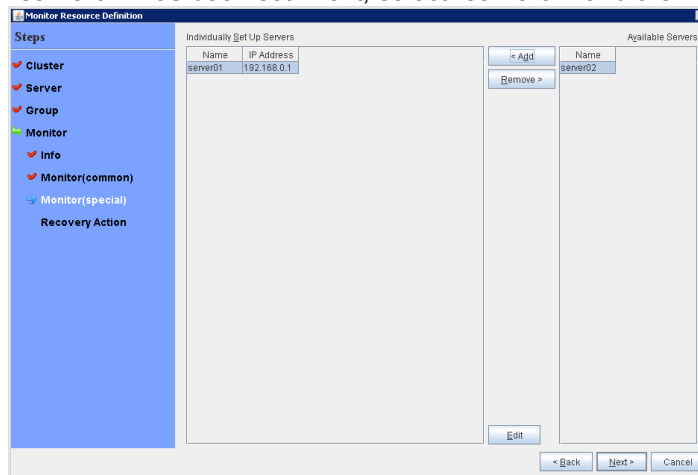 Monitor Resource Definition
Steps
Cluster
Server
Group
Monitor
Info
Monitor(common)
Monitor(special)
Recovery Action
Individually Set Up Servers
Name IP Address
server01 192.168.0.1
< Add
Remove >
Edit
Available Servers
Name
server02
< Back Next > Cancel